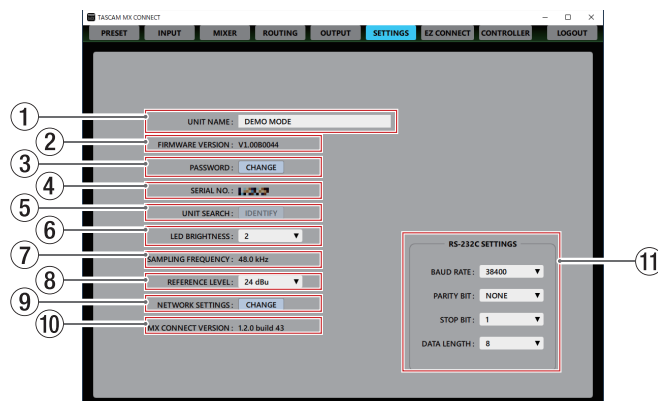 TASCAM MX CONNECT
PRESET INPUT MIXER ROUTING OUTPUT SETTINGS EZ CONNECT CONTROLLER LOGOUT
1 UNIT NAME : DEMO MODE
2 FIRMWARE VERSION : V1.00B0044
3 PASSWORD : CHANGE
4 SERIAL NO. :
5 UNIT SEARCH : IDENTIFY
6 LED BRIGHTNESS : 2
7 SAMPLING FREQUENCY : 48.0 kHz
8 REFERENCE LEVEL : 24 dBu
9 NETWORK SETTINGS : CHANGE
10 MX CONNECT VERSION : 1.2.0 build 43
RS-232C SETTINGS
11
BAUD RATE : 38400
PARITY BIT : NONE
STOP BIT : 1
DATA LENGTH : 8